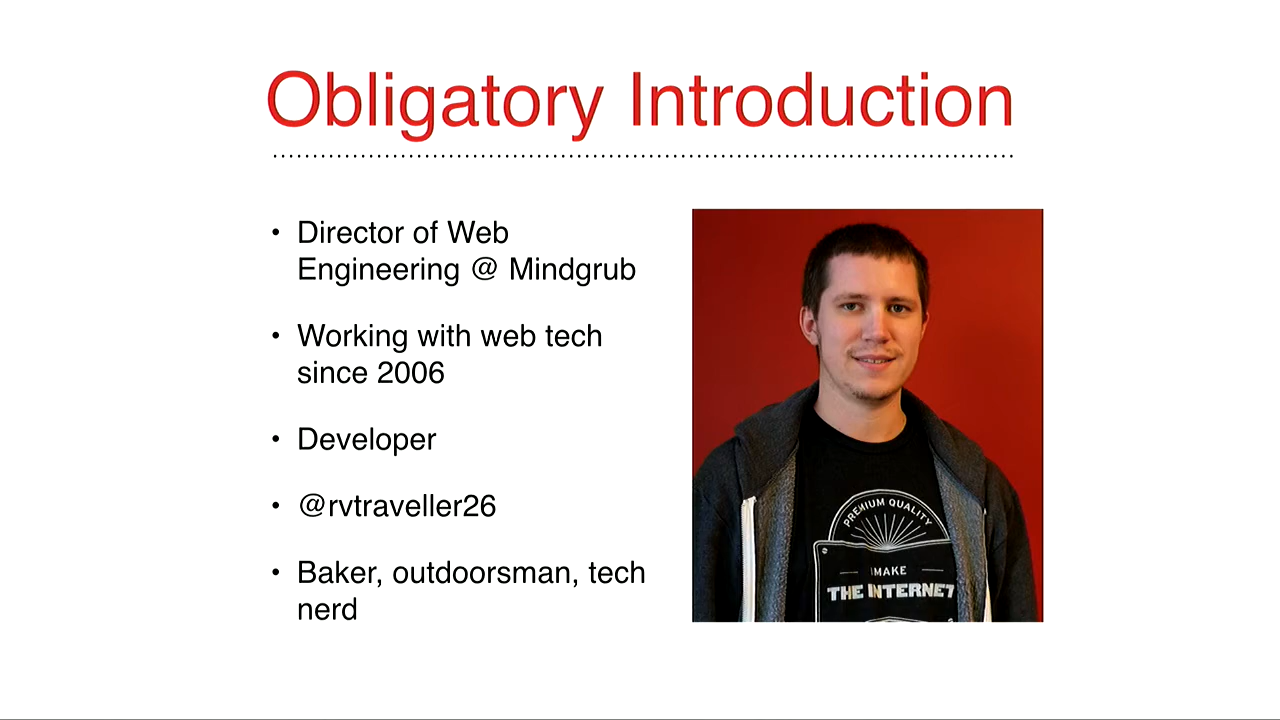 Obligatory Introduction
• Director of Web
Engineering @ Mindgrub
• Working with web tech
since 2006
• Developer
• @rvtraveller26
• Baker, outdoorsman, tech
nerd
PREMIUM QUALITY
I MAKE
THE INTERNET